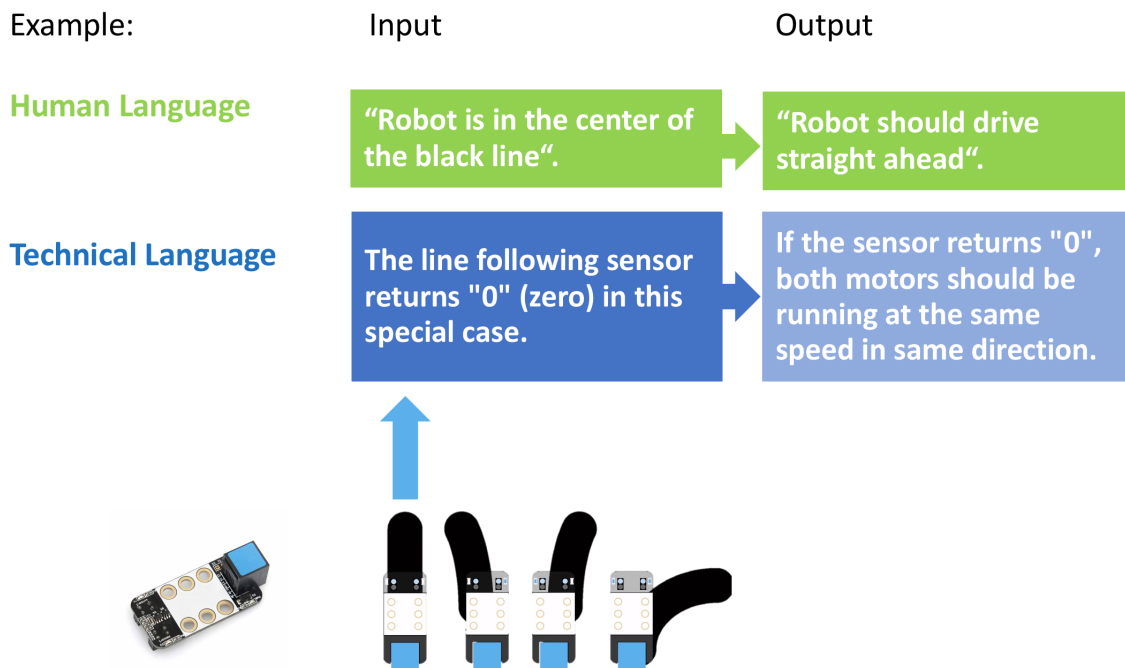 Example:
Input
Output
Human Language
“Robot is in the center of
the black line“.
“Robot should drive
straight ahead“.
Technical Language
The line following sensor
returns "0" (zero) in this
special case.
If the sensor returns "0",
both motors should be
running at the same
speed in same direction.